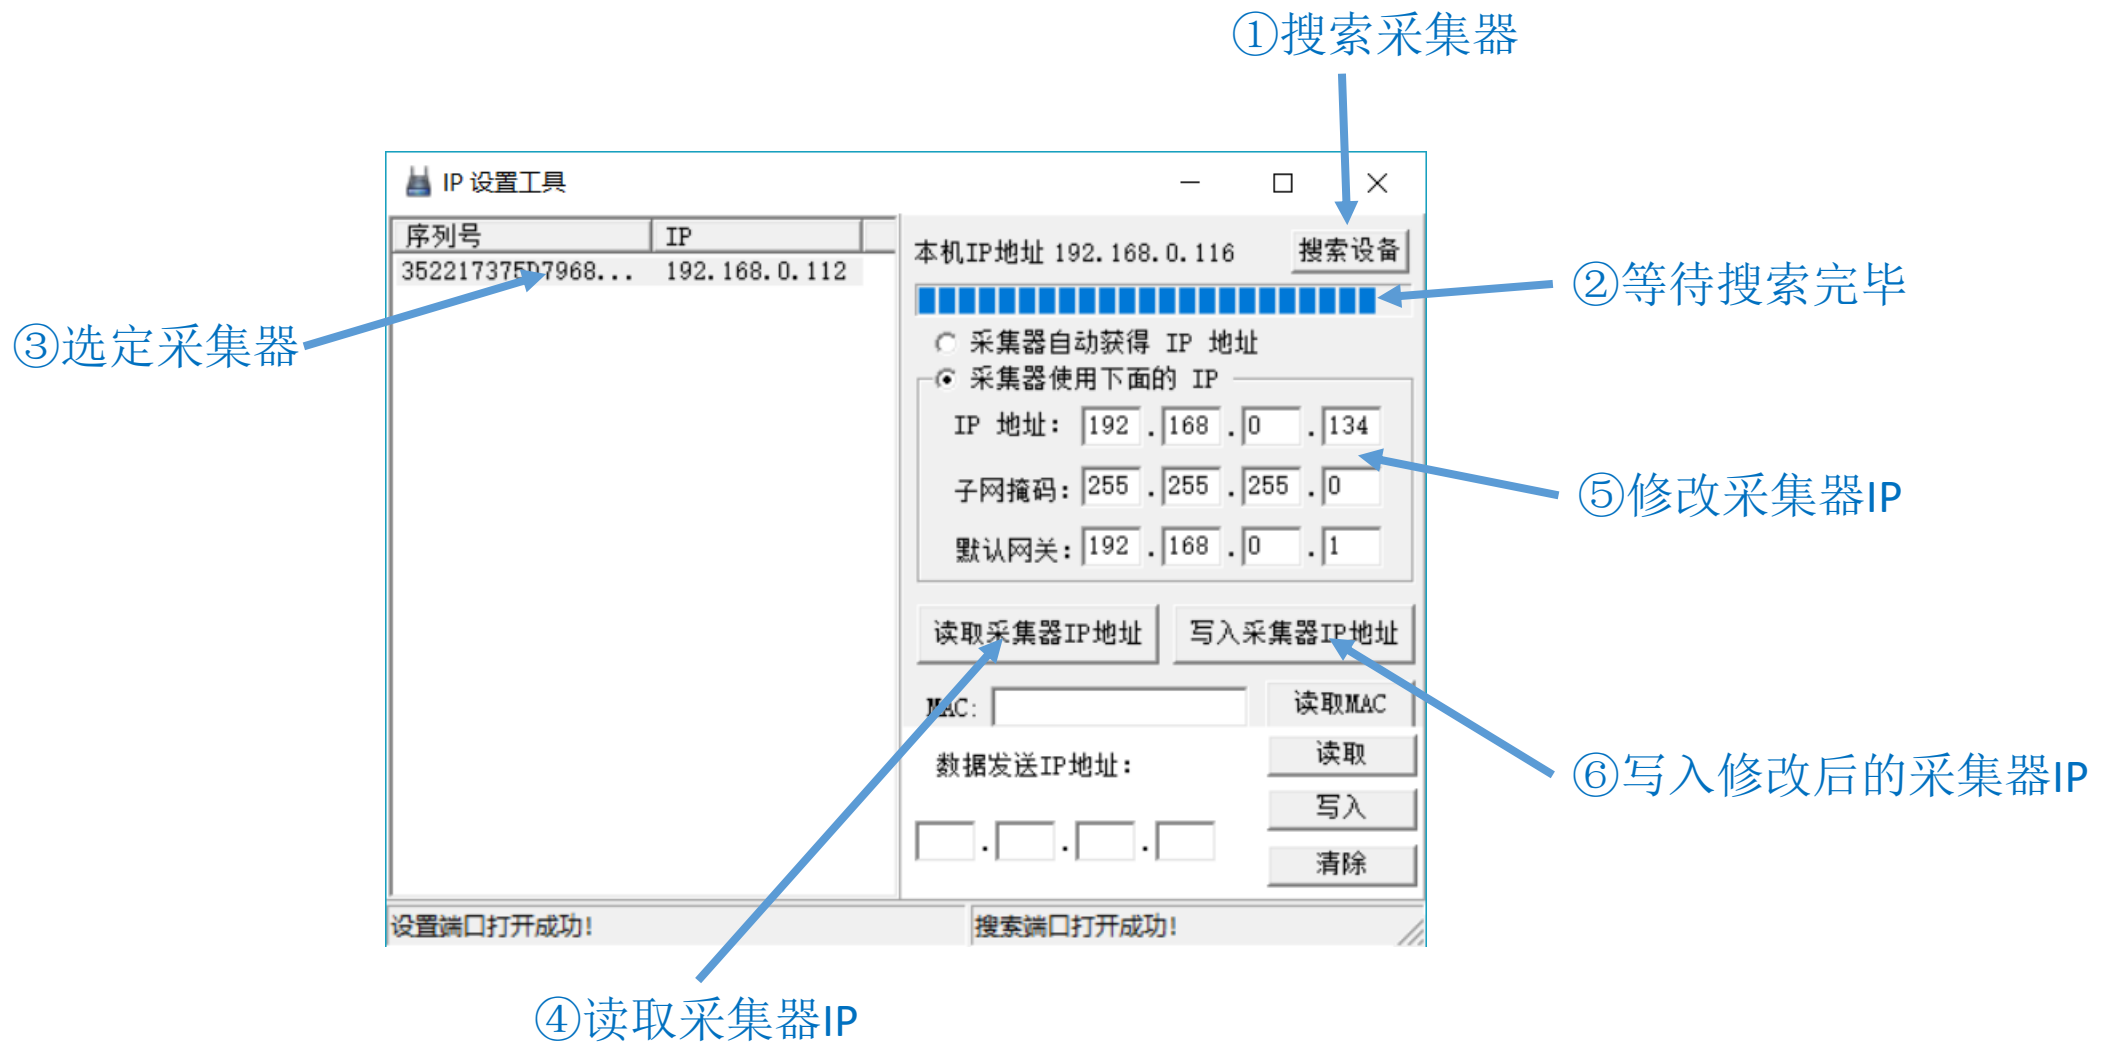 ①搜索采集器
IP 设置工具
序列号 IP
352217375D7968... 192.168.0.112
本机IP地址 192.168.0.116 搜索设备
②等待搜索完毕
③选定采集器
采集器自动获得 IP 地址
采集器使用下面的 IP
IP 地址: 192 . 168 . 0 . 134
子网掩码: 255 . 255 . 255 . 0
⑤修改采集器IP
默认网关: 192 . 168 . 0 . 1
读取采集器IP地址 写入采集器IP地址
MAC: 读取MAC
数据发送IP地址: 读取
⑥写入修改后的采集器IP
写入
. . .
清除
设置端口打开成功! 搜索端口打开成功!
④读取采集器IP